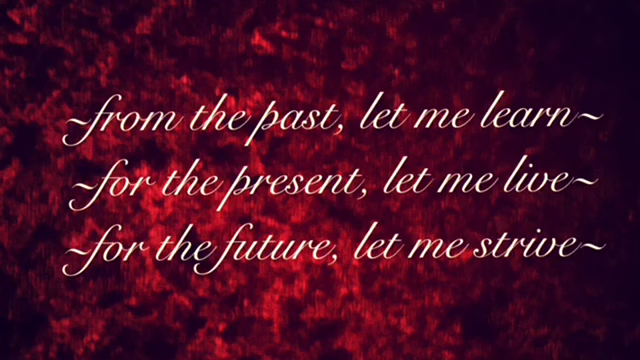 ~from the past, let me learn~
~for the present, let me live~
~for the future, let me strive~